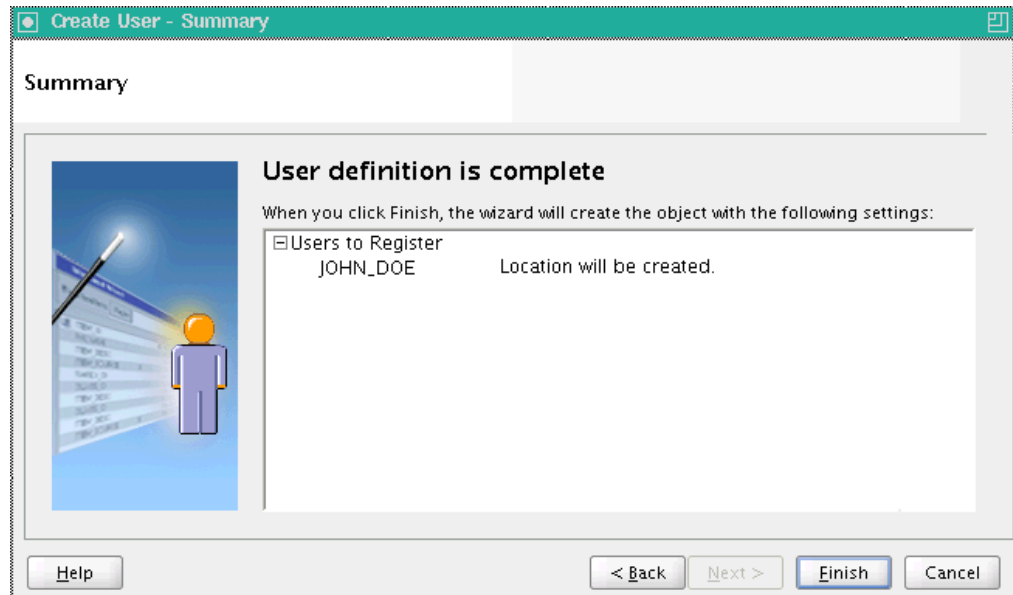 Create User - Summary
Summary
User definition is complete
When you click Finish, the wizard will create the object with the following settings:
Users to Register
JOHN_DOE Location will be created.
Help < Back Next > Finish Cancel